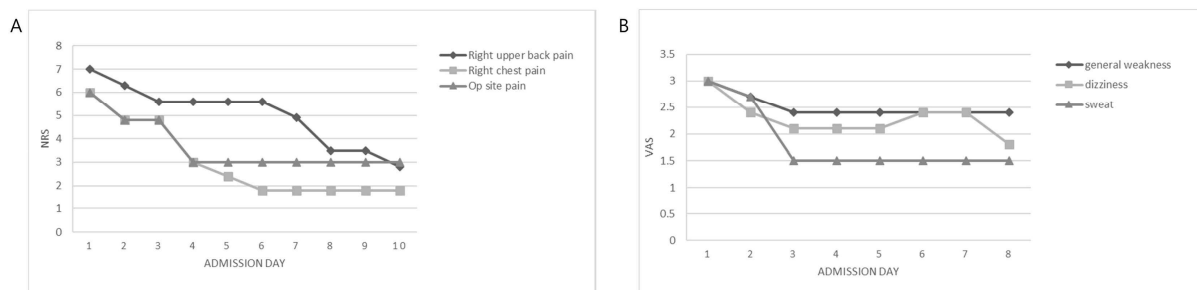 A
8
7
6
5
4
3
2
1
0
NRS
1 2 3 4 5 6 7 8 9 10
ADMISSION DAY
Right upper back pain
Right chest pain
Op site pain
B
3.5
3
2.5
2
1.5
1
0.5
0
VAS
1 2 3 4 5 6 7 8
ADMISSION DAY
general weakness
dizziness
sweat